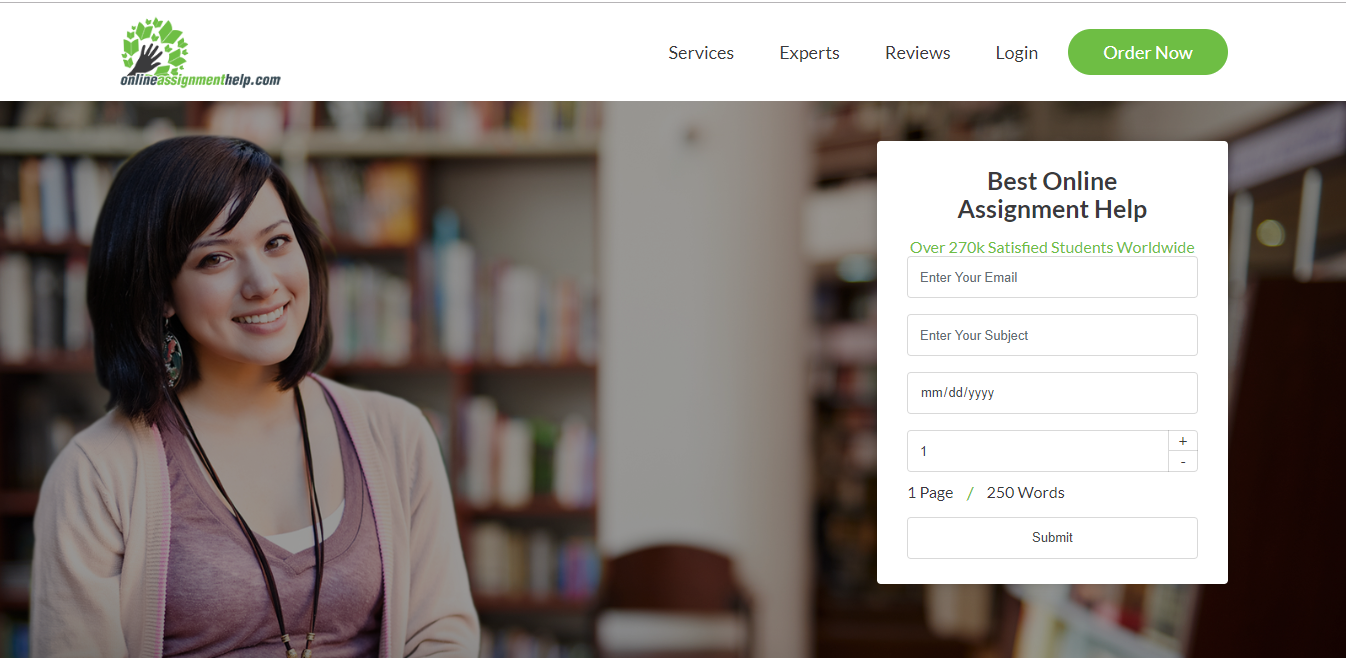 onlineassignmenthelp.com
Services
Experts
Reviews
Login
Order Now
Best Online
Assignment Help
Over 270k Satisfied Students Worldwide
Enter Your Email
Enter Your Subject
mm/dd/yyyy
1
+
-
1 Page / 250 Words
Submit